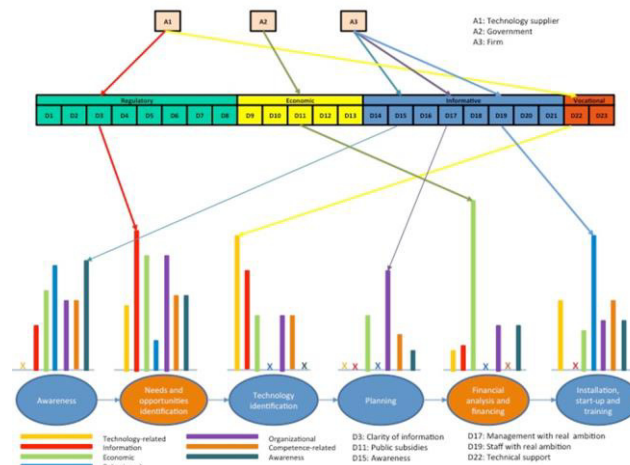 A1
A2
A3
A1: Technology supplier
A2: Government
A3: Firm
Regulatory
Economic
Informative
Vocational
D1 D2 D3 D4 D5 D6 D7 D8 D9 D10 D11 D12 D13 D14 D15 D16 D17 D18 D19 D20 D21 D22 D23
X
X
X
X
X
X
X
X
X
X
X
Awareness
Needs and
opportunities
identification
Technology
identification
Planning
Financial
analysis and
financing
Installation,
start-up and
training
Technology-related
Information
Economic
Organizational
Competence-related
Awareness
D3: Clarity of information
D11: Public subsidies
D15: Awareness
D17: Management with real ambition
D19: Staff with real ambition
D22: Technical support